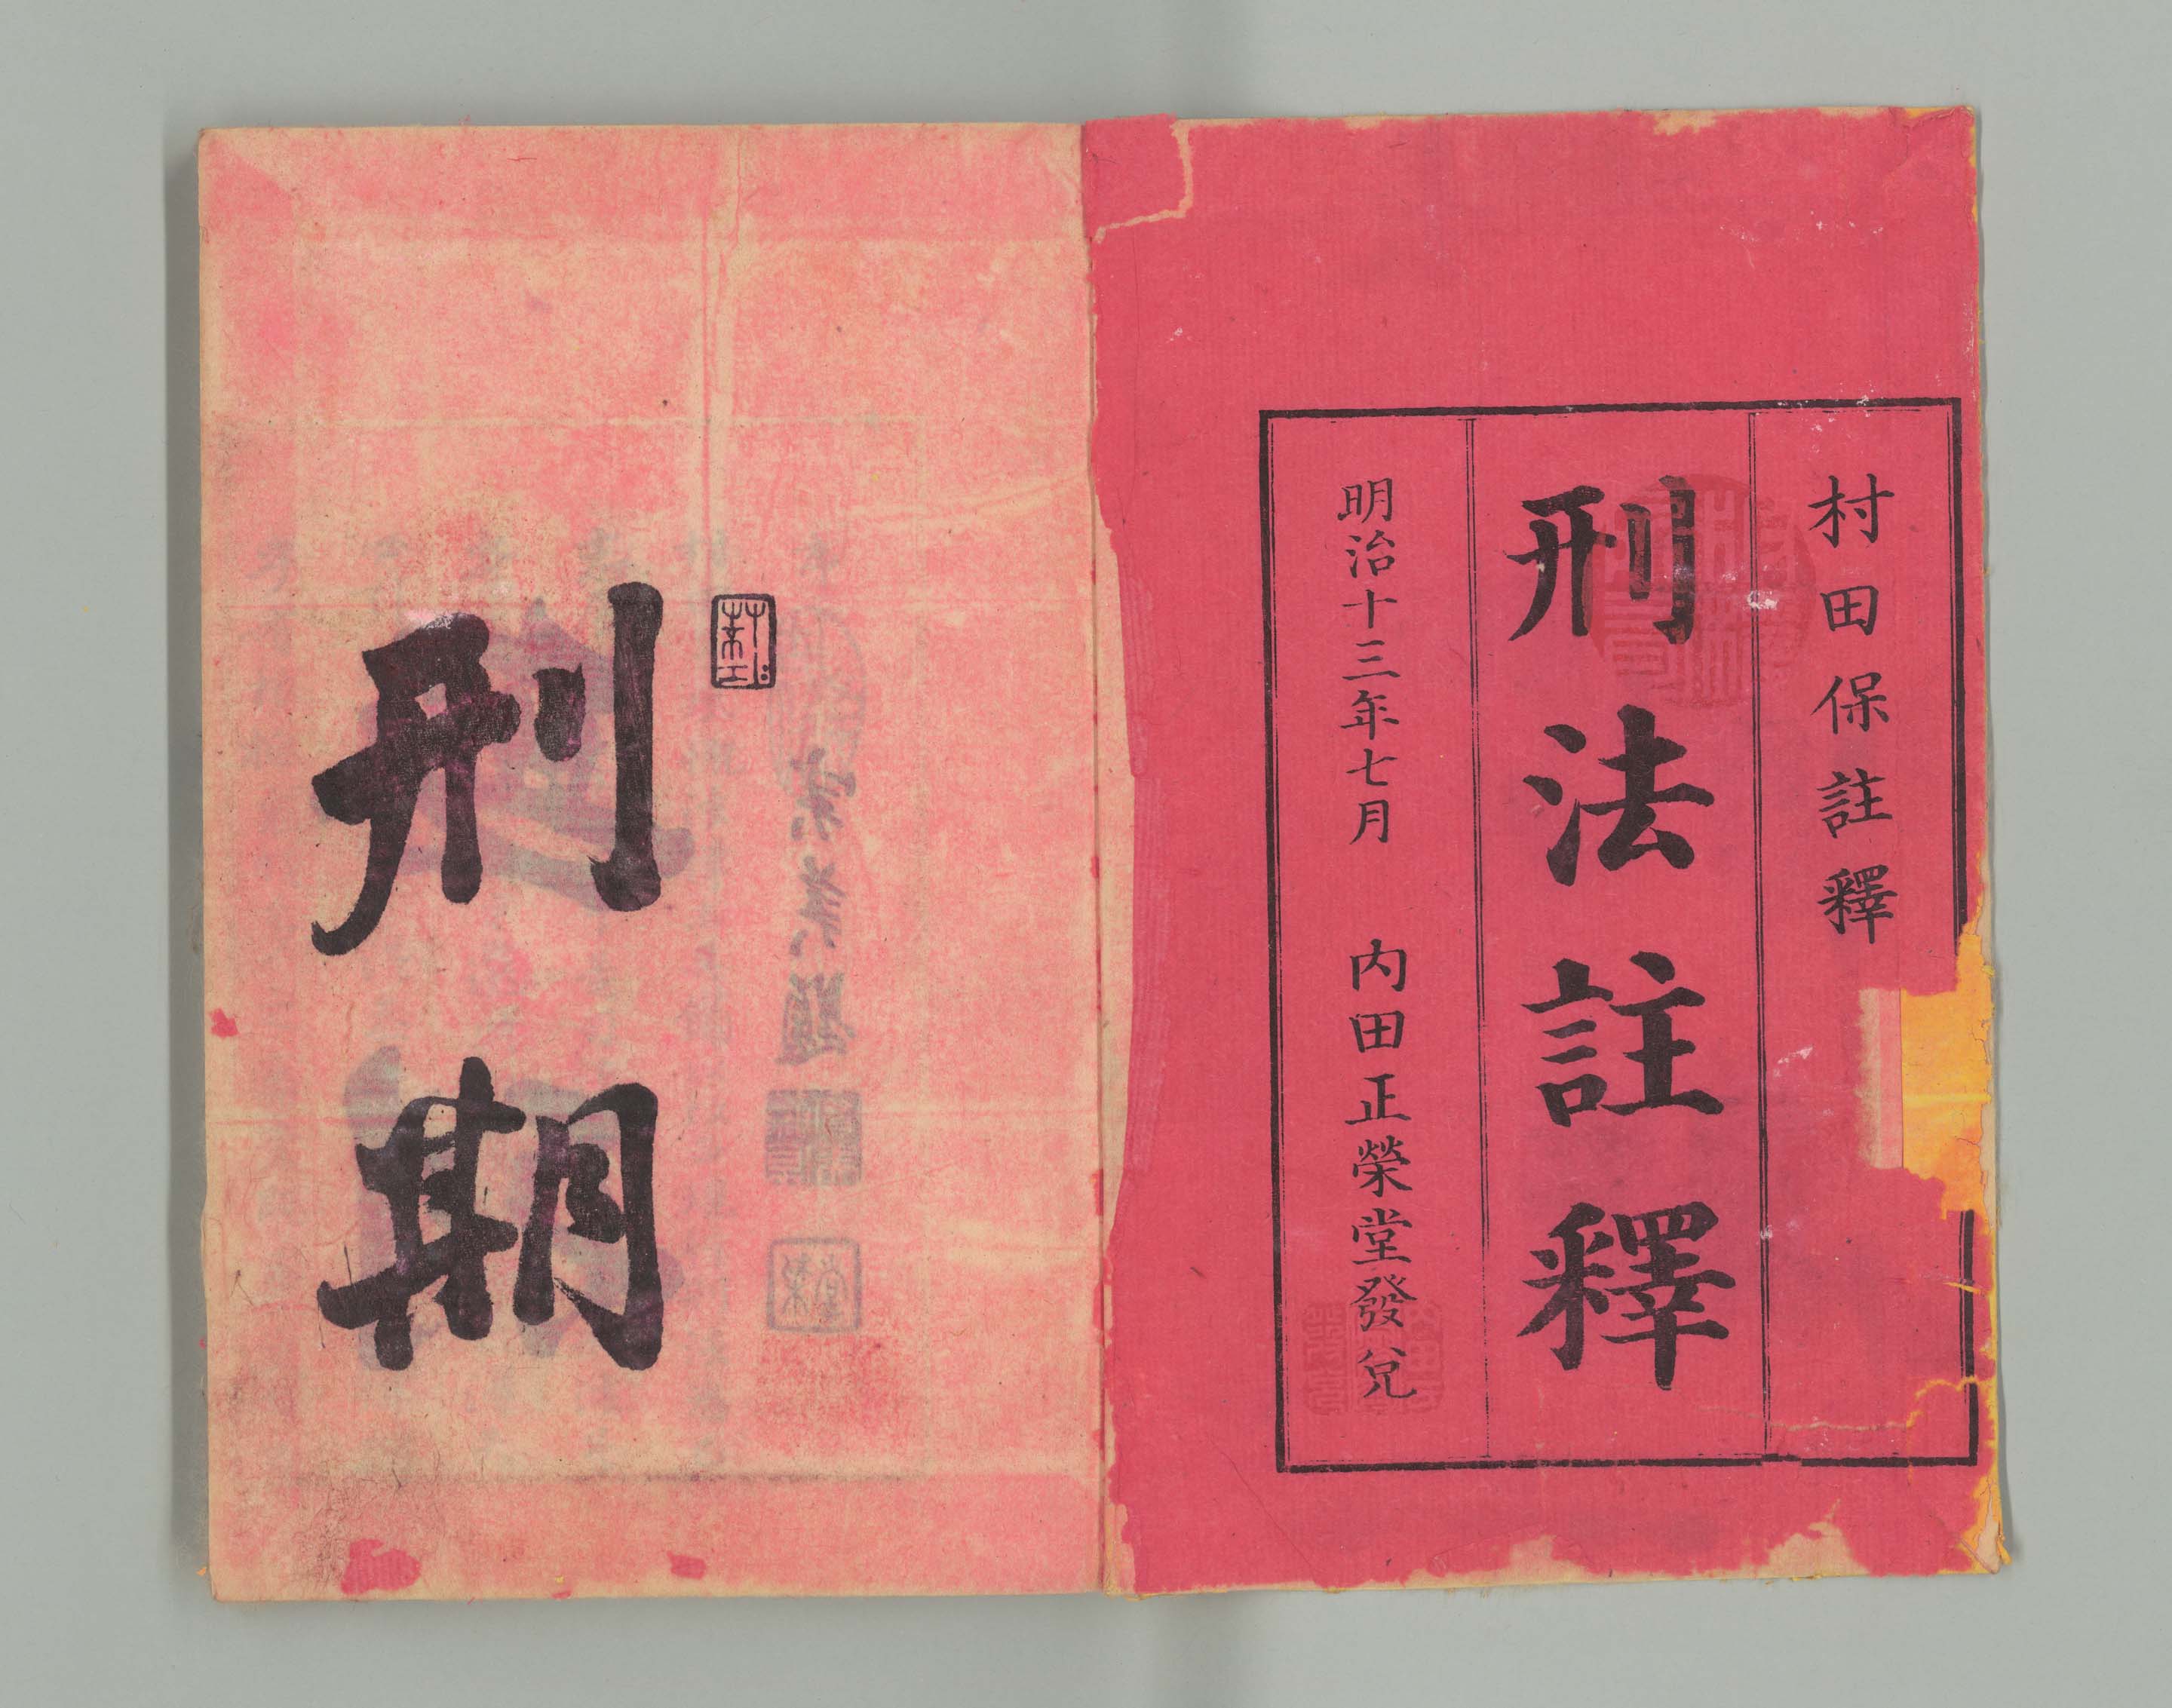 村田保註釋
刑法註釋
明治十三年七月　内田正榮堂發兌
刑期